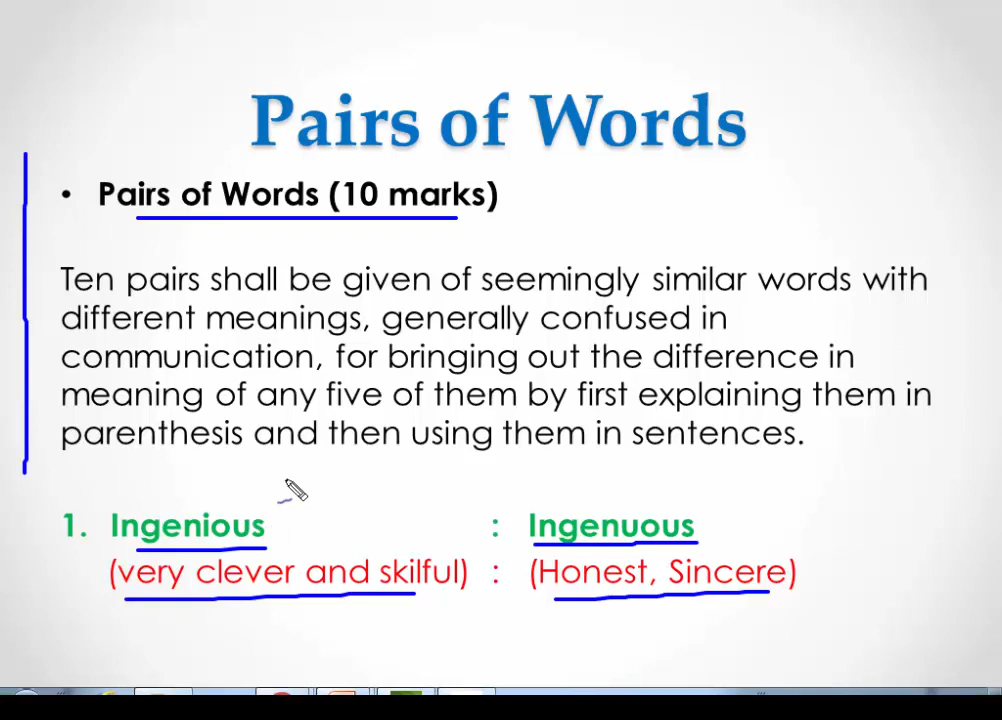 Pairs of Words
• Pairs of Words (10 marks)
Ten pairs shall be given of seemingly similar words with
different meanings, generally confused in
communication, for bringing out the difference in
meaning of any five of them by first explaining them in
parenthesis and then using them in sentences.
1. Ingenious : Ingenuous
(very clever and skilful) : (Honest, Sincere)